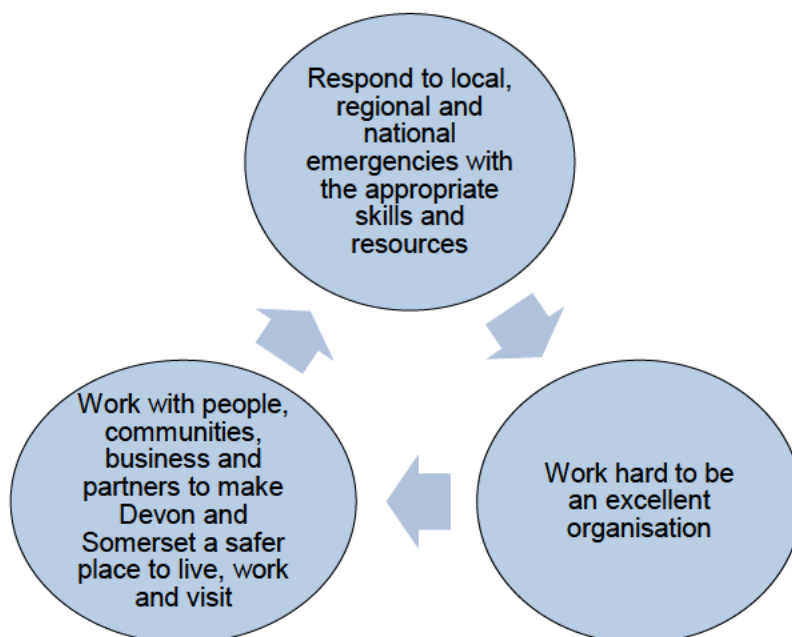 Respond to local,
regional and
national
emergencies with
the appropriate
skills and
resources
Work hard to be
an excellent
organisation
Work with people,
communities,
business and
partners to make
Devon and
Somerset a safer
place to live, work
and visit